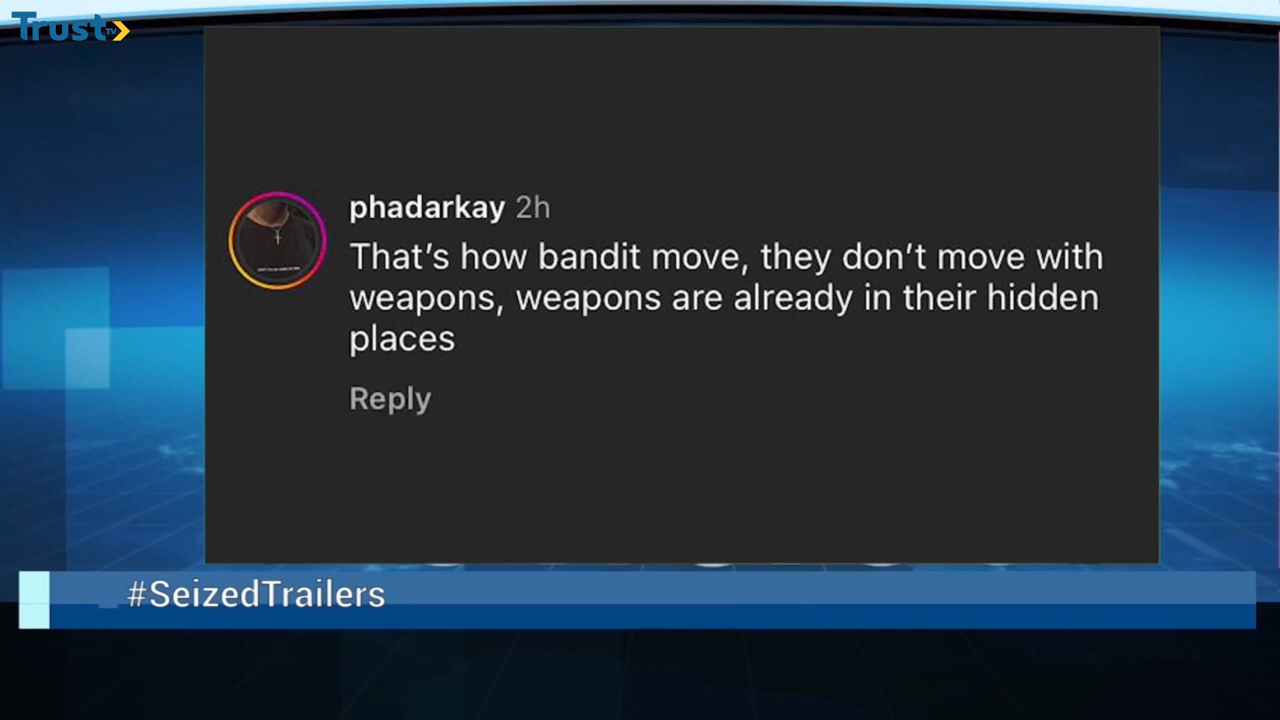 Trust TV
phadarkay 2h
That’s how bandit move, they don’t move with
weapons, weapons are already in their hidden
places
Reply
#SeizedTrailers